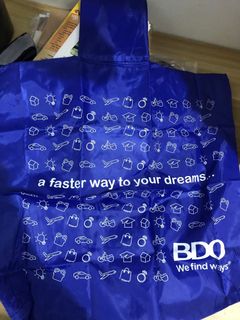 a faster way to your dreams...
BDO
We find ways®